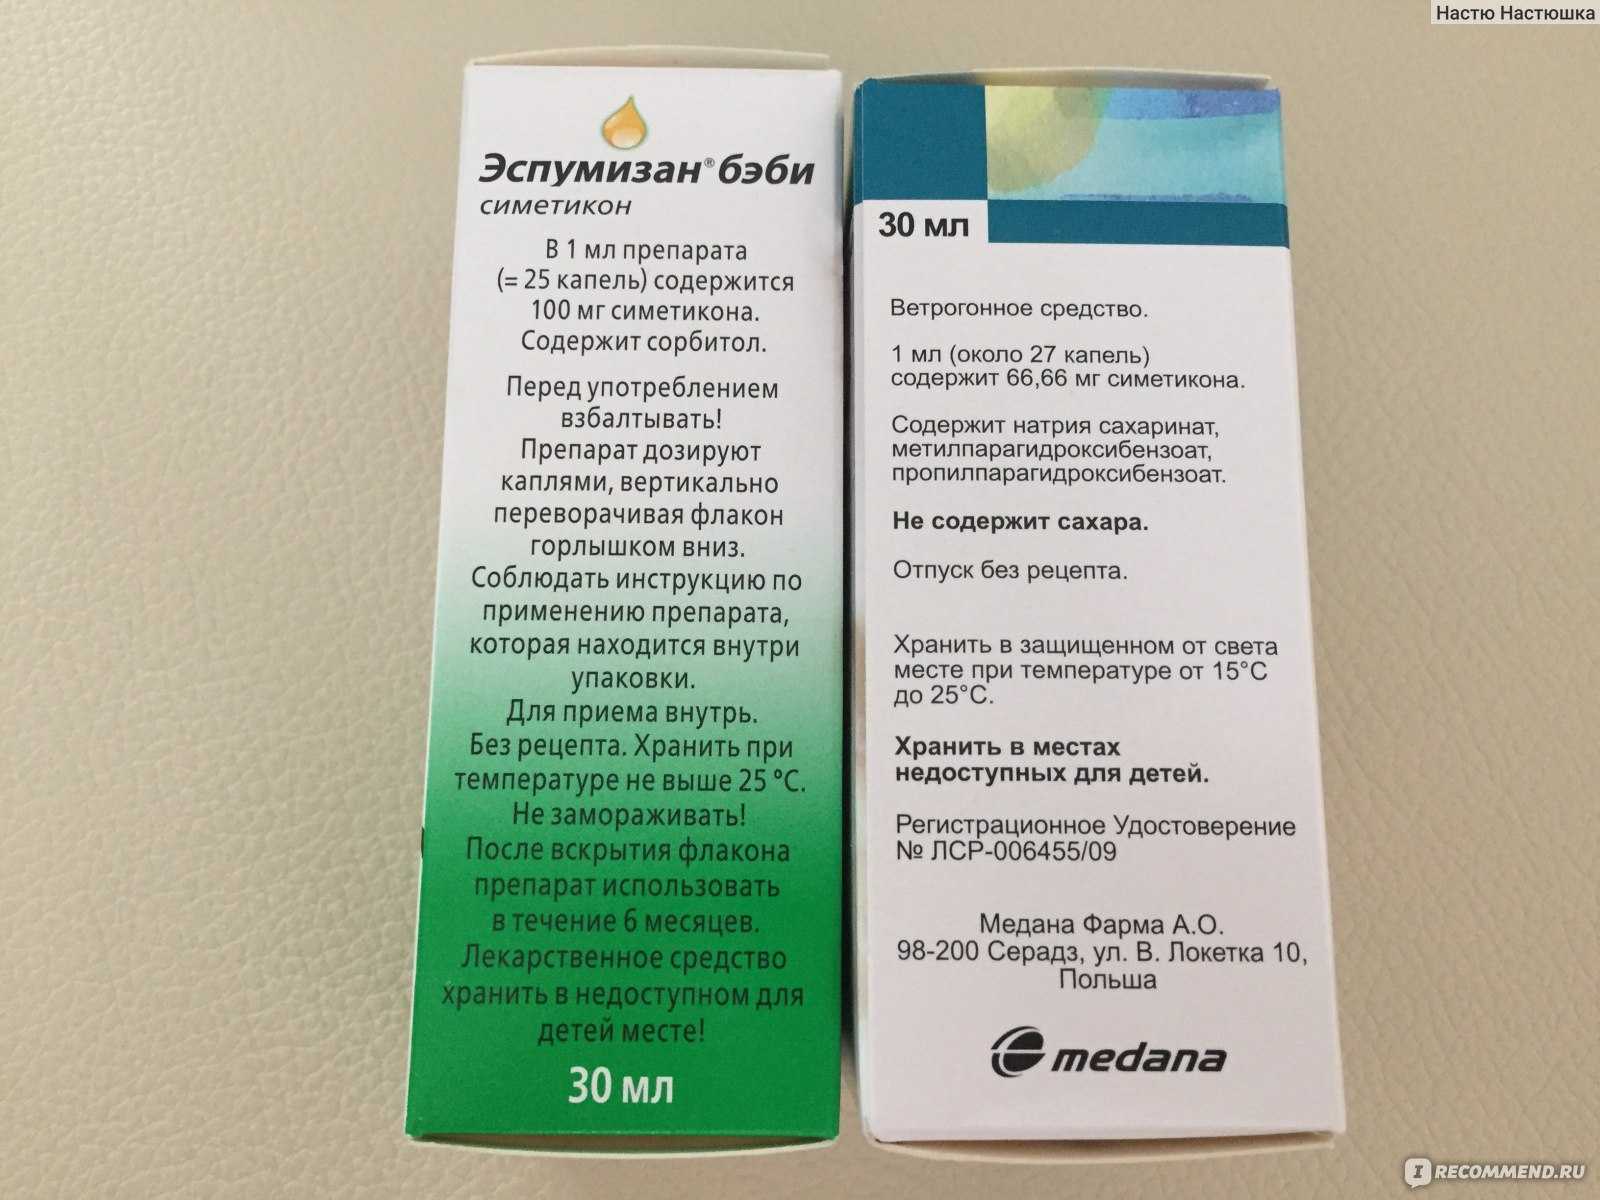 Настю Настюшка
Эспумизан® бэби
симетикон
В 1 мл препарата
(= 25 капель) содержится
100 мг симетикона.
Содержит сорбитол.
Перед употреблением
взбалтывать!
Препарат дозируют
каплями, вертикально
переворачивая флакон
горлышком вниз.
Соблюдать инструкцию по
применению препарата,
которая находится внутри
упаковки.
Для приема внутрь.
Без рецепта. Хранить при
температуре не выше 25 °С.
Не замораживать!
После вскрытия флакона
препарат использовать
в течение 6 месяцев.
Лекарственное средство
хранить в недоступном для
детей месте!
30 мл
30 мл
Ветрогонное средство.
1 мл (около 27 капель)
содержит 66,66 мг симетикона.
Содержит натрия сахаринат,
метилпарагидроксибензоат,
пропилпарагидроксибензоат.
Не содержит сахара.
Отпуск без рецепта.
Хранить в защищенном от света
месте при температуре от 15°С
до 25°С.
Хранить в местах
недоступных для детей.
Регистрационное Удостоверение
№ ЛСР-006455/09
Медана Фарма А.О.
98-200 Серадз, ул. В. Локетка 10,
Польша
medana
IRECOMMEND.RU